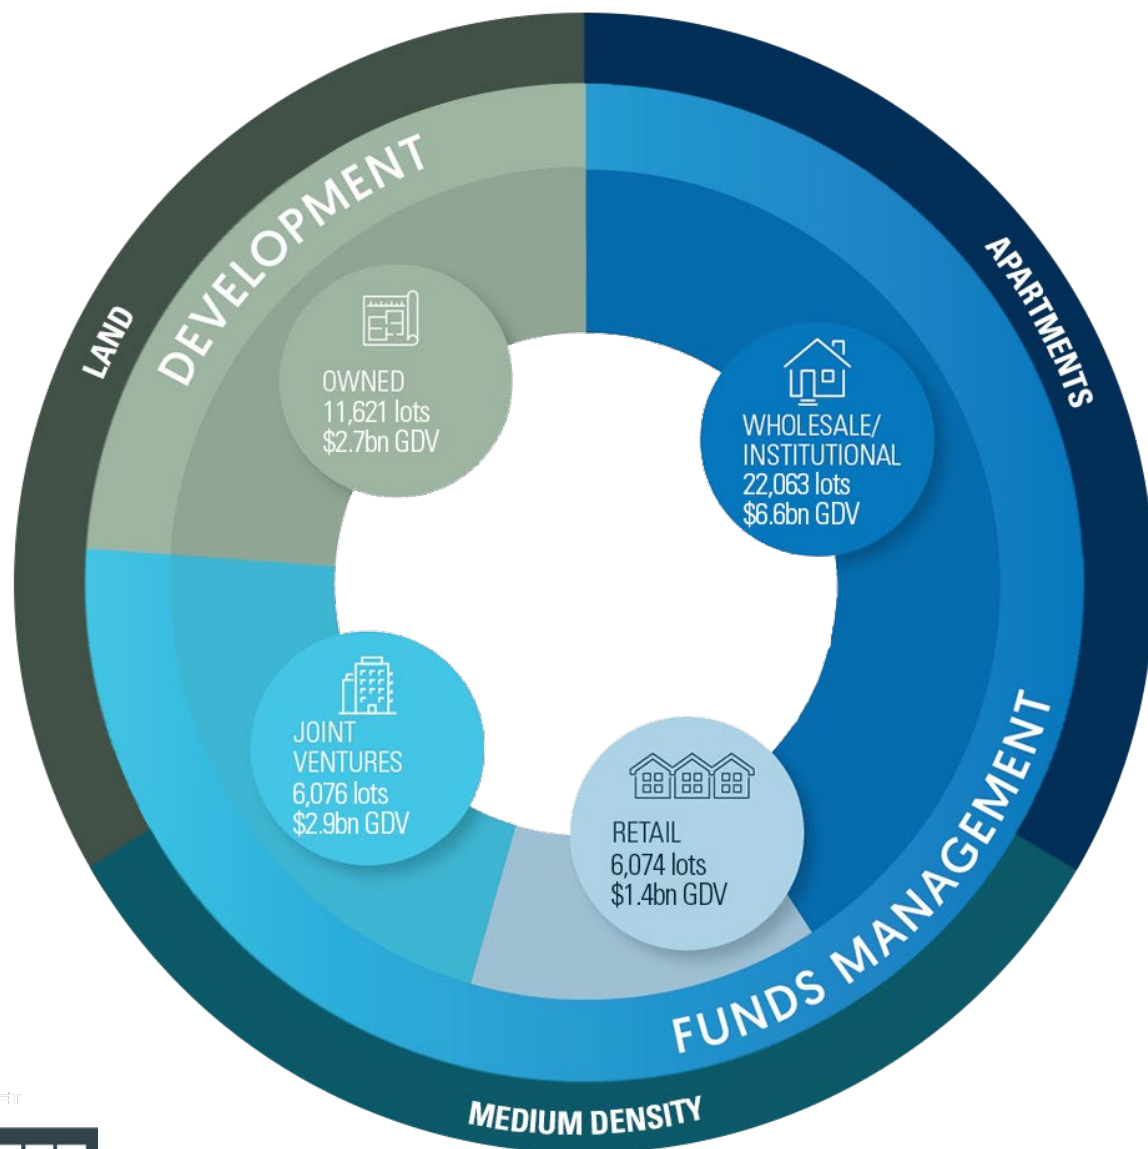 DEVELOPMENT
LAND
OWNED
11,621 lots
$2.7bn GDV
APARTMENTS
WHOLESALE/
INSTITUTIONAL
22,063 lots
$6.6bn GDV
JOINT
VENTURES
6,076 lots
$2.9bn GDV
RETAIL
6,074 lots
$1.4bn GDV
FUNDS MANAGEMENT
MEDIUM DENSITY